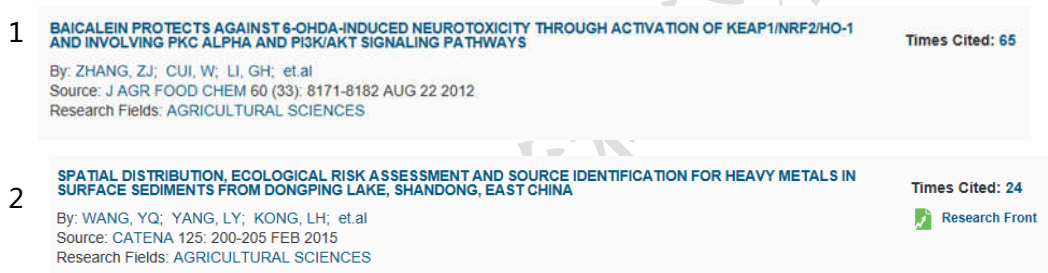 1
BAICALEIN PROTECTS AGAINST 6-OHDA-INDUCED NEUROTOXICITY THROUGH ACTIVATION OF KEAP1/NRF2/HO-1
AND INVOLVING PKC ALPHA AND PI3K/AKT SIGNALING PATHWAYS
Times Cited: 65
By: ZHANG, ZJ; CUI, W; LI, GH; et.al
Source: J AGR FOOD CHEM 60 (33): 8171-8182 AUG 22 2012
Research Fields: AGRICULTURAL SCIENCES
2
SPATIAL DISTRIBUTION, ECOLOGICAL RISK ASSESSMENT AND SOURCE IDENTIFICATION FOR HEAVY METALS IN
SURFACE SEDIMENTS FROM DONGPING LAKE, SHANDONG, EAST CHINA
Times Cited: 24
Research Front
By: WANG, YQ; YANG, LY; KONG, LH; et.al
Source: CATENA 125: 200-205 FEB 2015
Research Fields: AGRICULTURAL SCIENCES